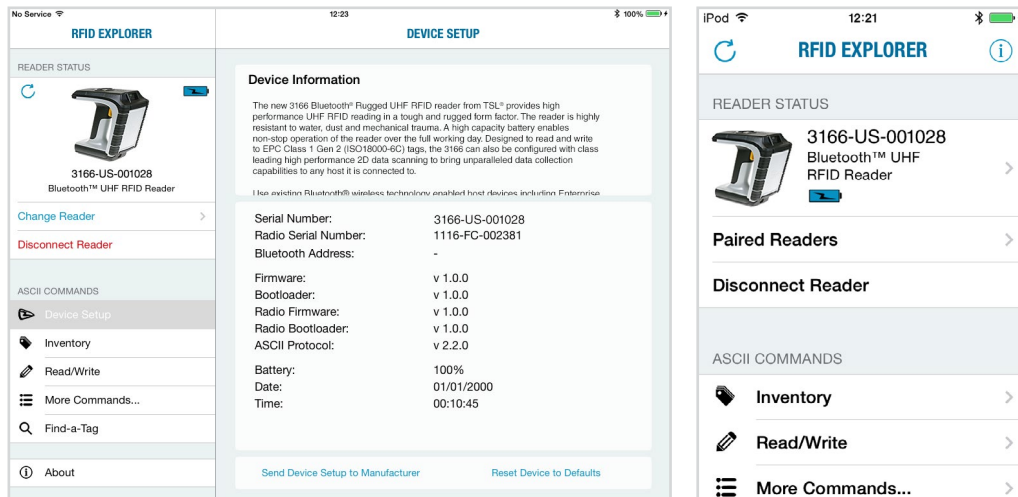 No Service 12:23 100%
RFID EXPLORER
READER STATUS
3166-US-001028
Bluetooth™ UHF RFID Reader
Change Reader
Disconnect Reader
ASCII COMMANDS
Device Setup
Inventory
Read/Write
More Commands...
Find-a-Tag
About
DEVICE SETUP
Device Information
The new 3166 Bluetooth® Rugged UHF RFID reader from TSL® provides high
performance UHF RFID reading in a tough and rugged form factor. The reader is highly
resistant to water, dust and mechanical trauma. A high capacity battery enables
non-stop operation of the reader over the full working day. Designed to read and write
to EPC Class 1 Gen 2 (ISO18000-6C) tags, the 3166 can also be configured with class
leading high performance 2D data scanning to bring unparalleled data collection
capabilities to any host it is connected to.
Use existing Bluetooth® wireless technology enabled host devices including Enterprise
Serial Number: 3166-US-001028
Radio Serial Number: 1116-FC-002381
Bluetooth Address: -
Firmware: v 1.0.0
Bootloader: v 1.0.0
Radio Firmware: v 1.0.0
Radio Bootloader: v 1.0.0
ASCII Protocol: v 2.2.0
Battery: 100%
Date: 01/01/2000
Time: 00:10:45
Send Device Setup to Manufacturer Reset Device to Defaults
iPod 12:21
RFID EXPLORER
READER STATUS
3166-US-001028
Bluetooth™ UHF
RFID Reader
Paired Readers
Disconnect Reader
ASCII COMMANDS
Inventory
Read/Write
More Commands...